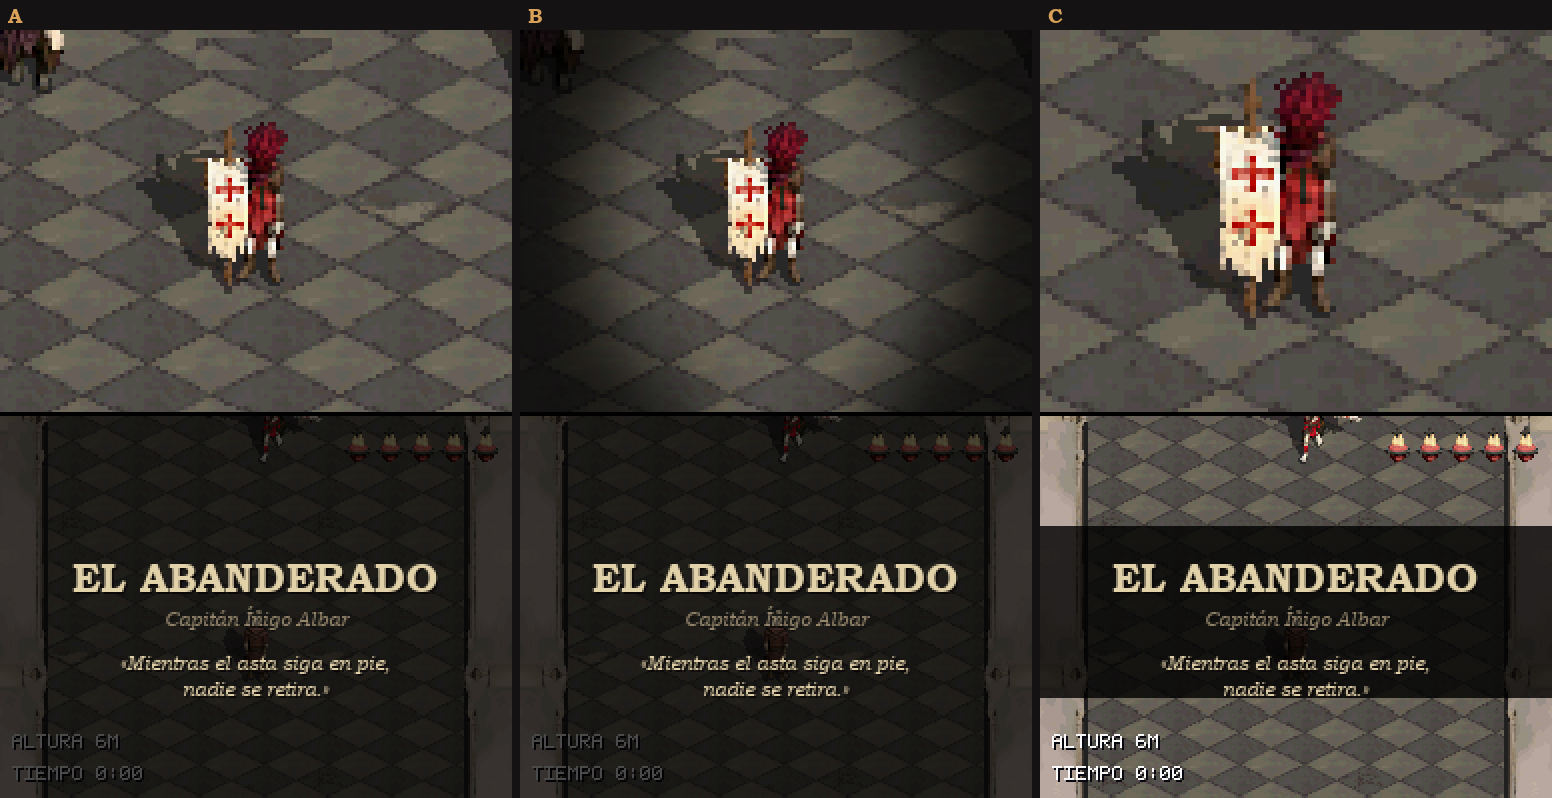 A
B
C
EL ABANDERADO
Capitán Íñigo Albar
«Mientras el asta siga en pie,
nadie se retira.»
ALTURA 6M
TIEMPO 0:00
EL ABANDERADO
Capitán Íñigo Albar
«Mientras el asta siga en pie,
nadie se retira.»
ALTURA 6M
TIEMPO 0:00
EL ABANDERADO
Capitán Íñigo Albar
«Mientras el asta siga en pie,
nadie se retira.»
ALTURA 6M
TIEMPO 0:00